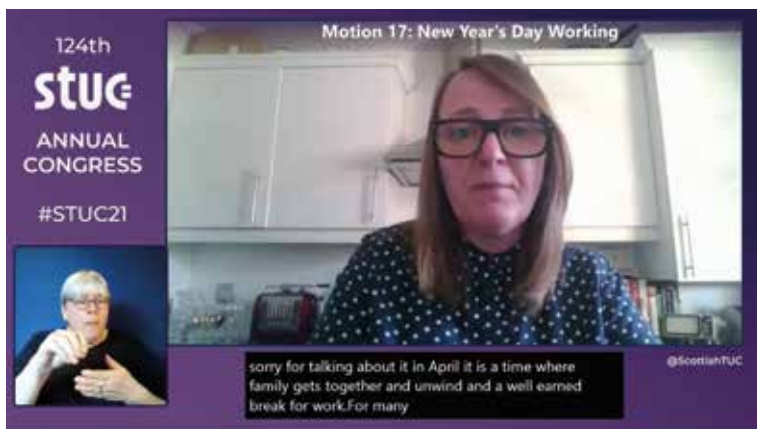 Motion 17: New Year's Day Working
124th
STUC
ANNUAL
CONGRESS
#STUC21
@ScottishTUC
sorry for talking about it in April it is a time where
family gets together and unwind and a well earned
break for work.For many